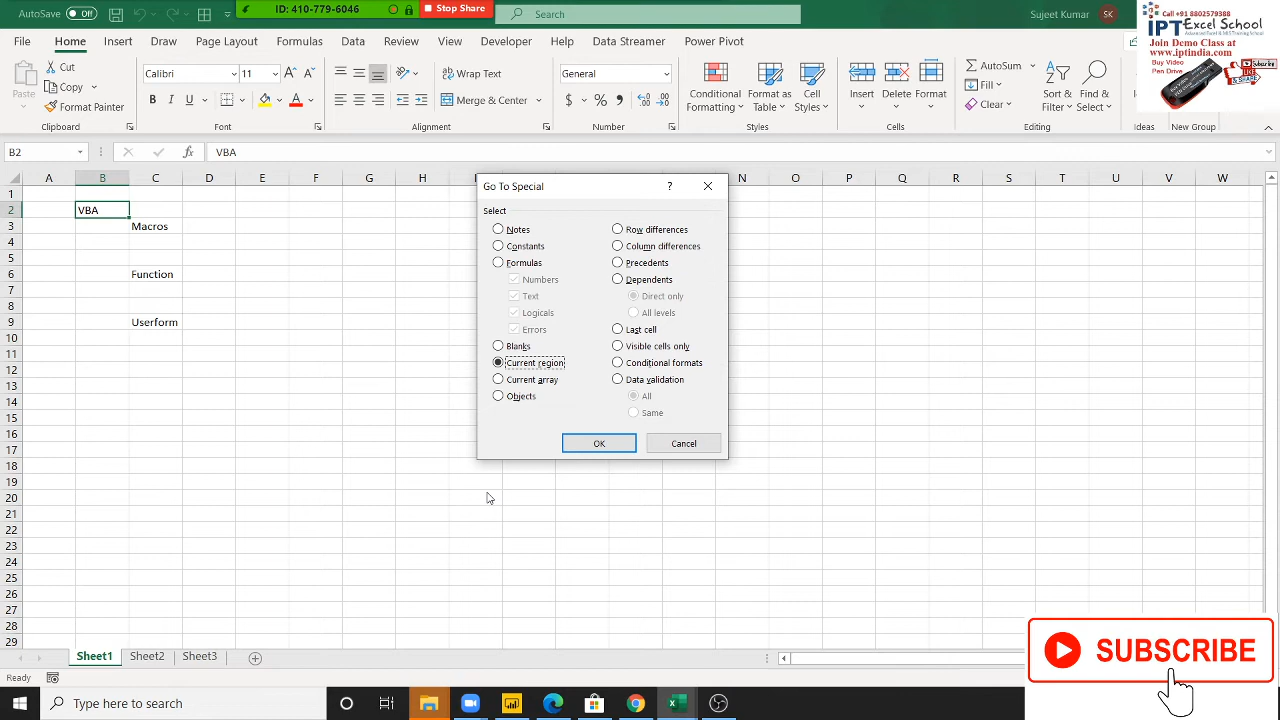 AutoSave Off
ID: 410-779-6046 Stop Share
Search
Sujeet Kumar SK
Call +91 8802579388
IPT Excel School
Advanced Excel & MIS Training School
Join Demo Class at
www.iptindia.com
Buy Video
Pen Drive
Subscribe
File Home Insert Draw Page Layout Formulas Data Review View Developer Help Data Streamer Power Pivot
Paste Cut Copy Format Painter
Calibri 11
B I U A
Wrap Text
Merge & Center
General
$ % ,
Conditional Formatting Format as Table Cell Styles
Insert Delete Format
AutoSum Fill Clear
Sort & Filter Find & Select
Clipboard Font Alignment Number Styles Cells Editing Ideas New Group
B2 fx VBA
A B C D E F G H N O P Q R S T U V W
1
2 VBA
3 Macros
4
5
6 Function
7
8
9 Userform
10
11
12
13
14
15
16
17
18
19
20
21
22
23
24
25
26
27
28
29
Go To Special ?
Select
Notes Row differences
Constants Column differences
Formulas Precedents
Numbers Dependents
Text Direct only
Logicals All levels
Errors Last cell
Blanks Visible cells only
Current region Conditional formats
Current array Data validation
Objects All
Same
OK Cancel
SUBSCRIBE
Sheet1 Sheet2 Sheet3
Ready
Type here to search